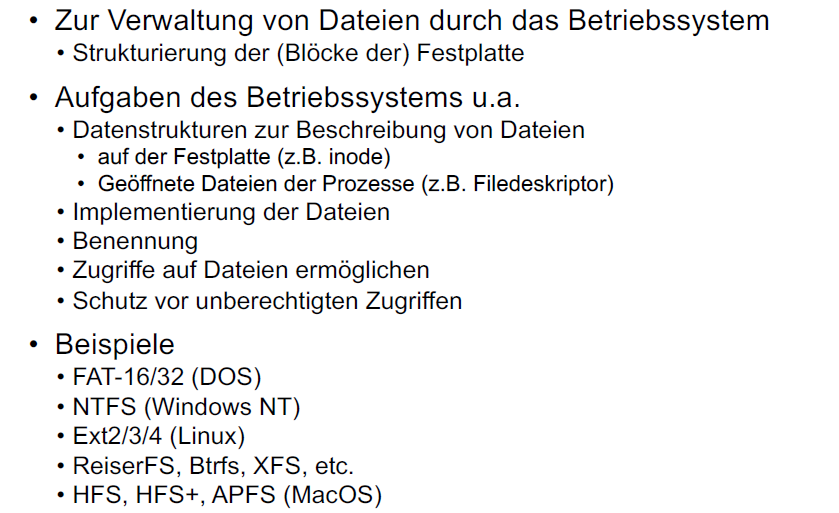 • Zur Verwaltung von Dateien durch das Betriebssystem
• Strukturierung der (Blöcke der) Festplatte
• Aufgaben des Betriebssystems u.a.
• Datenstrukturen zur Beschreibung von Dateien
• auf der Festplatte (z.B. inode)
• Geöffnete Dateien der Prozesse (z.B. Filedeskriptor)
• Implementierung der Dateien
• Benennung
• Zugriffe auf Dateien ermöglichen
• Schutz vor unberechtigten Zugriffen
• Beispiele
• FAT-16/32 (DOS)
• NTFS (Windows NT)
• Ext2/3/4 (Linux)
• ReiserFS, Btrfs, XFS, etc.
• HFS, HFS+, APFS (MacOS)